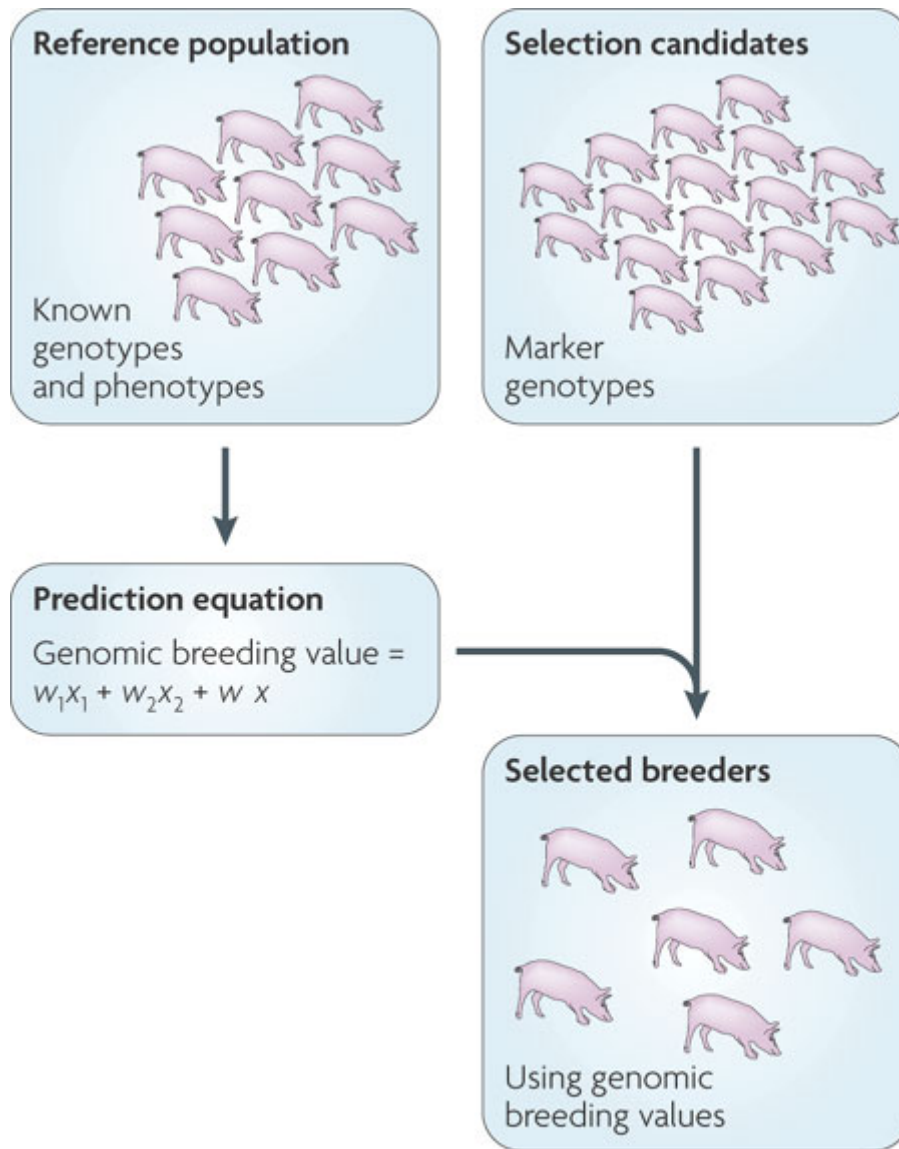 Reference population
Known
genotypes
and phenotypes
Selection candidates
Marker
genotypes
Prediction equation
Genomic breeding value =
w₁x₁ + w₂x₂ + w x
Selected breeders
Using genomic
breeding values